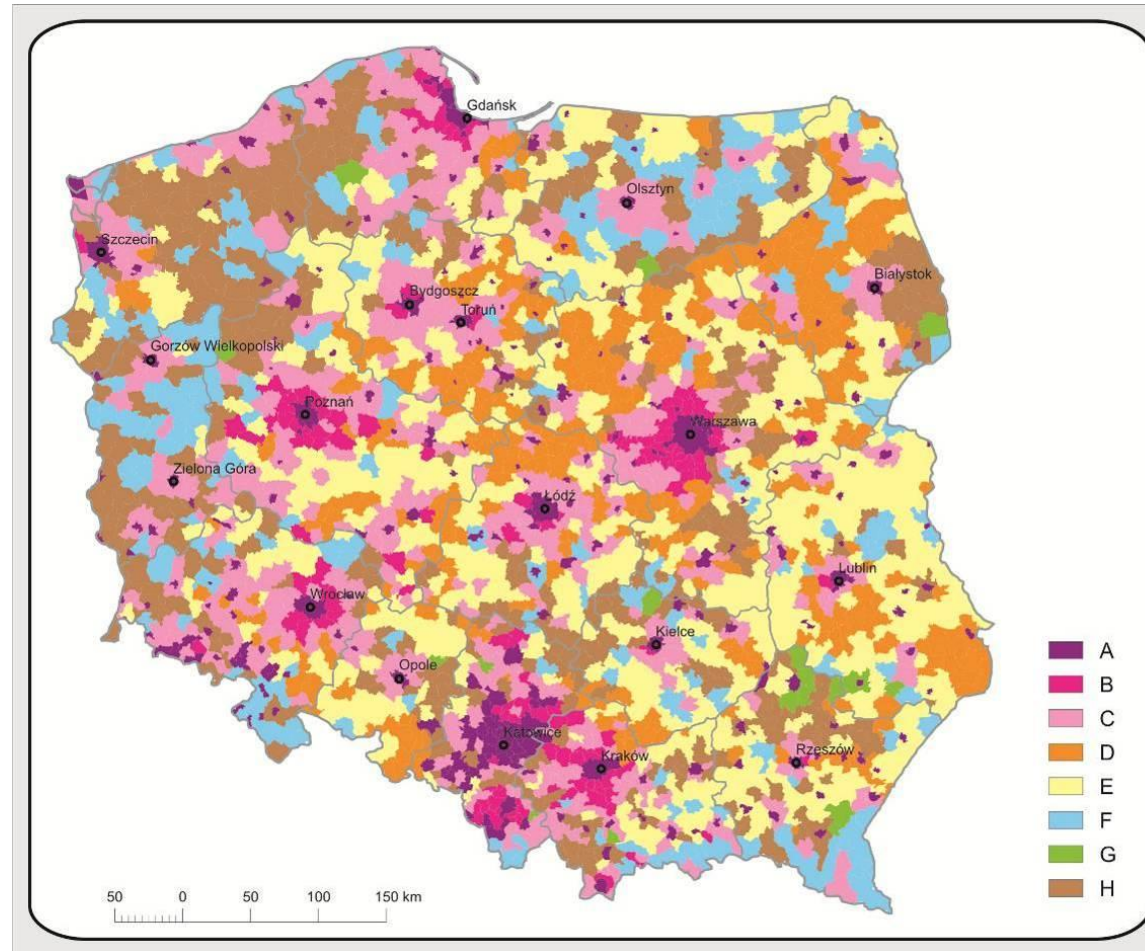 Gdańsk
Olsztyn
Szczecin
Białystok
Bydgoszcz
Toruń
Gorzów Wielkopolski
Poznań
Warszawa
Zielona Góra
Łódź
Lublin
Wrocław
Kielce
Opole
Katowice
Kraków
Rzeszów
A
B
C
D
E
F
G
H
50 0 50 100 150 km